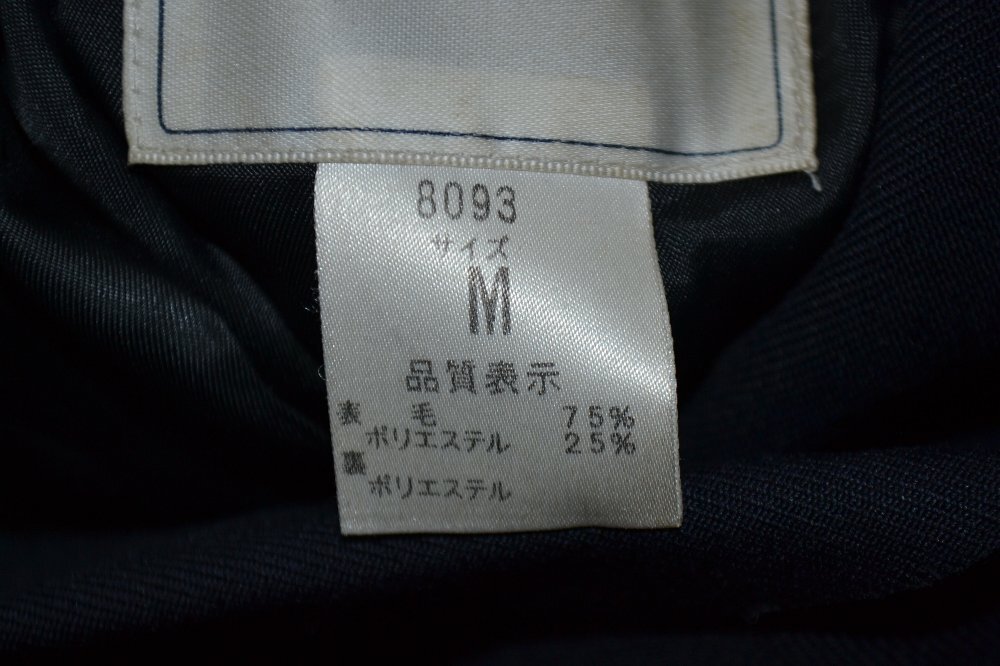 8093
サイズ
M
品質表示
表 毛 75%
ポリエステル 25%
裏
ポリエステル